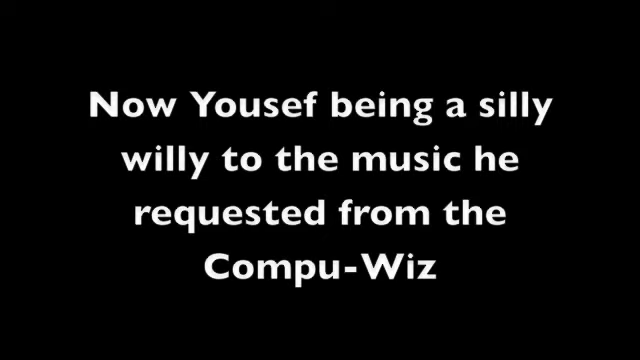 Now Yousef being a silly
willy to the music he
requested from the
Compu-Wiz